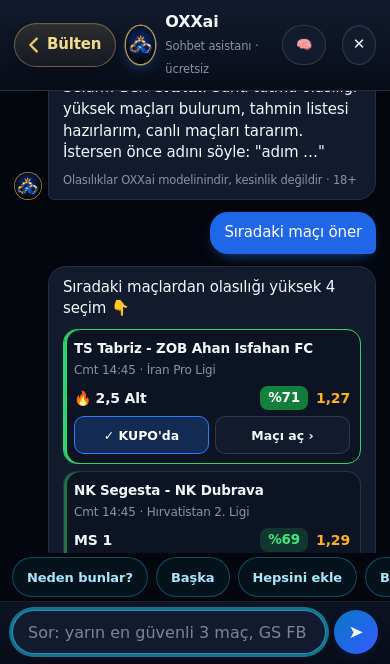 OXXai
‹ Bülten
Sohbet asistanı ·
ücretsiz
✕
yüksek maçları bulurum, tahmin listesi
hazırlarım, canlı maçları tararım.
İstersen önce adını söyle: "adım ..."
Olasılıklar OXXai modelinindir, kesinlik değildir · 18+
Sıradaki maçı öner
Sıradaki maçlardan olasılığı yüksek 4
seçim 👇
TS Tabriz - ZOB Ahan Isfahan FC
Cmt 14:45 · İran Pro Ligi
🔥 2,5 Alt %71 1,27
✓ KUPO'da Maçı aç ›
NK Segesta - NK Dubrava
Cmt 14:45 · Hırvatistan 2. Ligi
MS 1 %69 1,29
Neden bunlar? Başka Hepsini ekle
Sor: yarın en güvenli 3 maç, GS FB